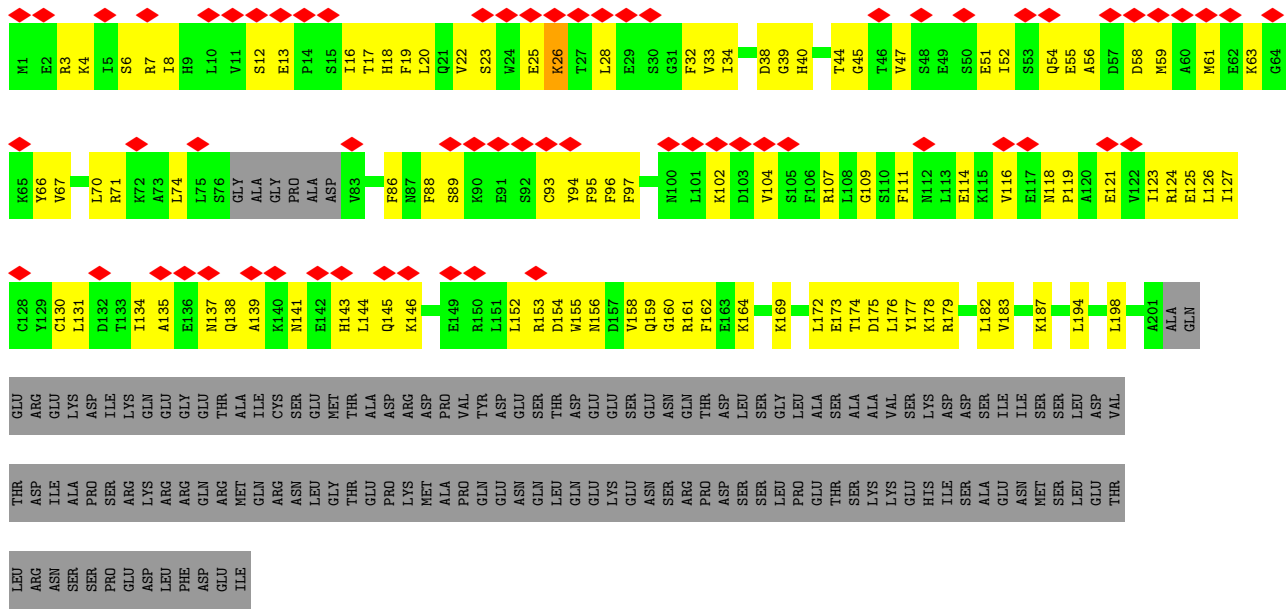 M1 E2 R3 K4 I5 S6 R7 I8 H9 L10 V11 S12 E13 P14 S15 I16 T17 H18 F19 L20 Q21 V22 S23 W24 E25 K26 T27 L28 E29 S30 G31 F32 V33 I34 D38 G39 H40 T44 G45 T46 V47 S48 E49 S50 E51 I52 S53 Q54 E55 A56 D57 D58 M59 A60 M61 E62 K63 G64
K65 Y66 V67 L70 R71 K72 A73 L74 L75 S76 GLY ALA GLY PRO ALA ASP V83 F86 N87 F88 S89 K90 E91 S92 C93 Y94 F95 F96 F97 N100 L101 K102 D103 V104 S105 F106 R107 L108 G109 S110 F111 N112 L113 E114 K115 V116 E117 N118 P119 A120 E121 V122 I123 R124 E125 L126 I127
C128 Y129 C130 L131 D132 T133 I134 A135 E136 N137 Q138 A139 K140 N141 E142 H143 L144 Q145 K146 E149 R150 L151 L152 R153 D154 W155 N156 D157 V158 Q159 G160 R161 F162 E163 K164 K169 L172 E173 T174 D175 L176 Y177 K178 R179 L182 V183 K187 L194 L198 A201 ALA GLN
GLU ARG GLU LYS ASP ILE LYS GLN GLU GLY GLU THR ALA ILE CYS SER GLU MET THR ALA ASP ARG ASP PRO VAL TYR ASP GLU SER THR ASP GLU GLU SER GLU ASN GLN THR ASP LEU SER GLY LEU ALA SER ALA ALA VAL SER LYS ASP ASP SER ILE ILE SER SER LEU ASP VAL
THR ASP ILE ALA PRO SER ARG LYS ARG ARG GLN ARG MET GLN ARG ASN LEU GLY THR GLU PRO LYS MET ALA PRO GLN GLU ASN GLN LEU GLN GLU LYS GLU ASN SER ARG PRO ASP SER SER LEU PRO GLU THR SER LYS LYS GLU HIS ILE SER ALA GLU ASN MET SER LEU GLU THR
LEU ARG ASN SER SER PRO GLU ASP LEU PHE ASP GLU ILE